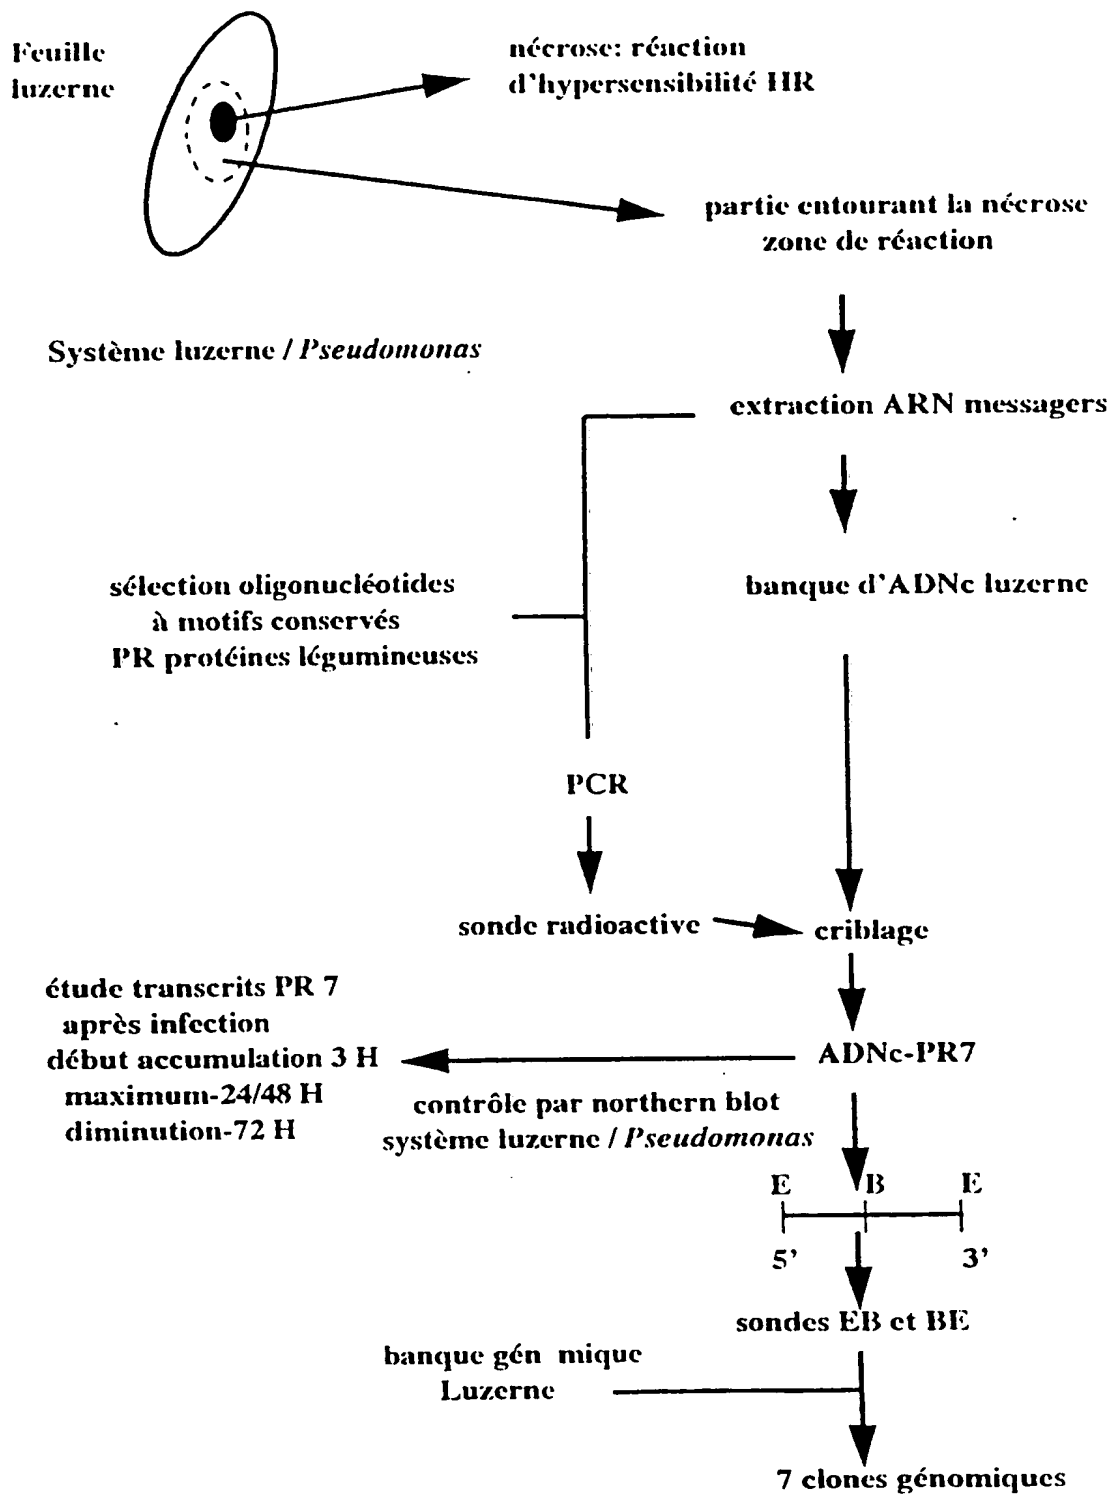 Feuille
luzerne
nécrose: réaction
d'hypersensibilité HR
partie entourant la nécrose
zone de réaction
Système luzerne / Pseudomonas
extraction ARN messagers
sélection oligonucléotides
à motifs conservés
PR protéines légumineuses
banque d'ADNc luzerne
PCR
sonde radioactive
criblage
étude transcrits PR 7
après infection
début accumulation 3 H
maximum-24/48 H
diminution-72 H
ADNc-PR7
contrôle par northern blot
système luzerne / Pseudomonas
E B E
5' 3'
sondes EB et BE
banque gén mique
Luzerne
7 clones génomiques